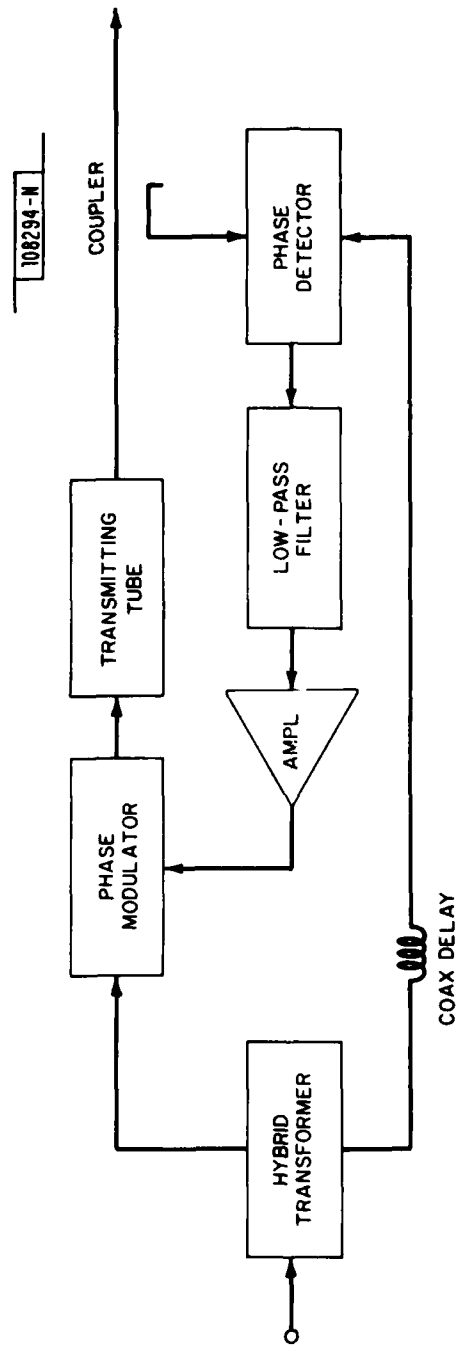 108294-N
COUPLER
TRANSMITTING
TUBE
PHASE
MODULATOR
PHASE
DETECTOR
LOW-PASS
FILTER
AMPL
HYBRID
TRANSFORMER
COAX DELAY